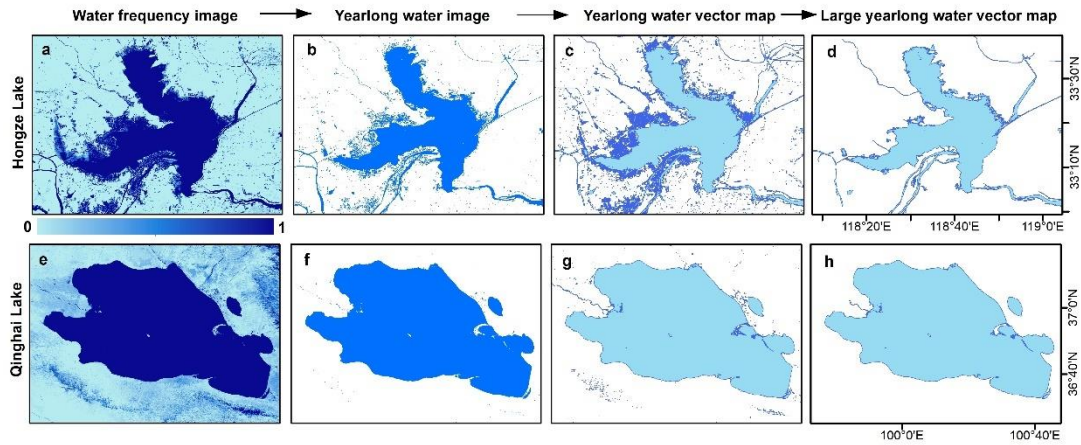 Water frequency image
Yearlong water image
Yearlong water vector map
Large yearlong water vector map
Hongze Lake
a
b
c
d
33°30'N
33°10'N
0
1
118°20'E
118°40'E
119°0'E
Qinghai Lake
e
f
g
h
37°0'N
36°40'N
100°0'E
100°40'E